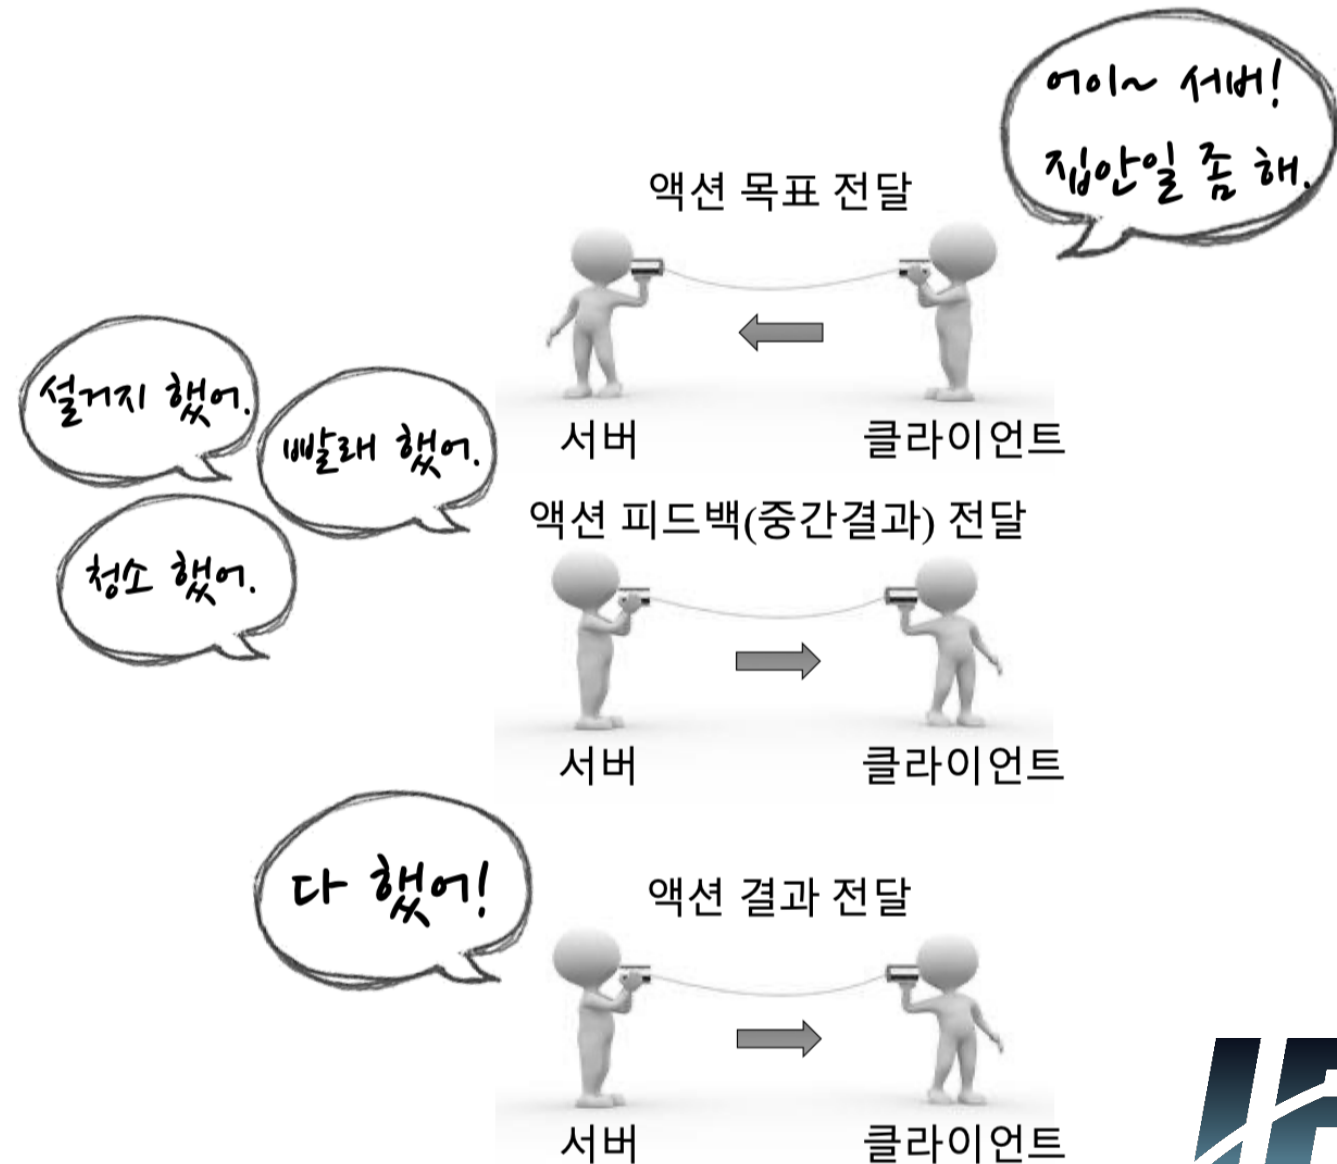 어이~ 서버!
집안일 좀 해.
액션 목표 전달
서버
클라이언트
설거지 했어.
빨래 했어.
청소 했어.
액션 피드백(중간결과) 전달
서버
클라이언트
다 했어!
액션 결과 전달
서버
클라이언트